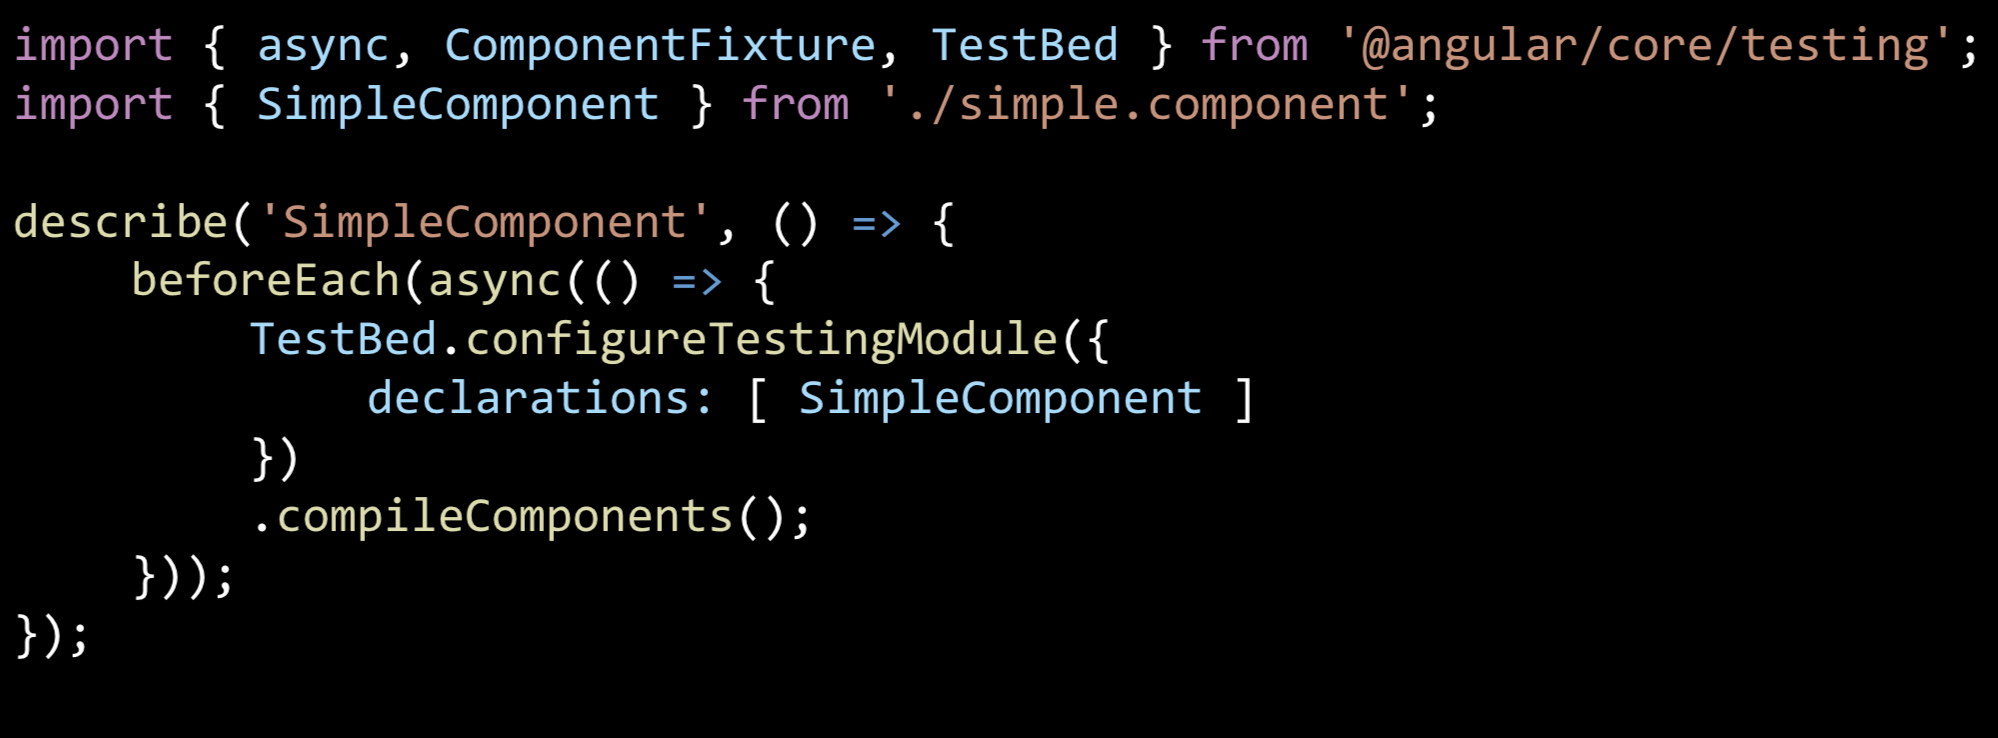 import { async, ComponentFixture, TestBed } from '@angular/core/testing';
import { SimpleComponent } from './simple.component';

describe('SimpleComponent', () => {
    beforeEach(async(() => {
        TestBed.configureTestingModule({
            declarations: [ SimpleComponent ]
        })
        .compileComponents();
    }));
});